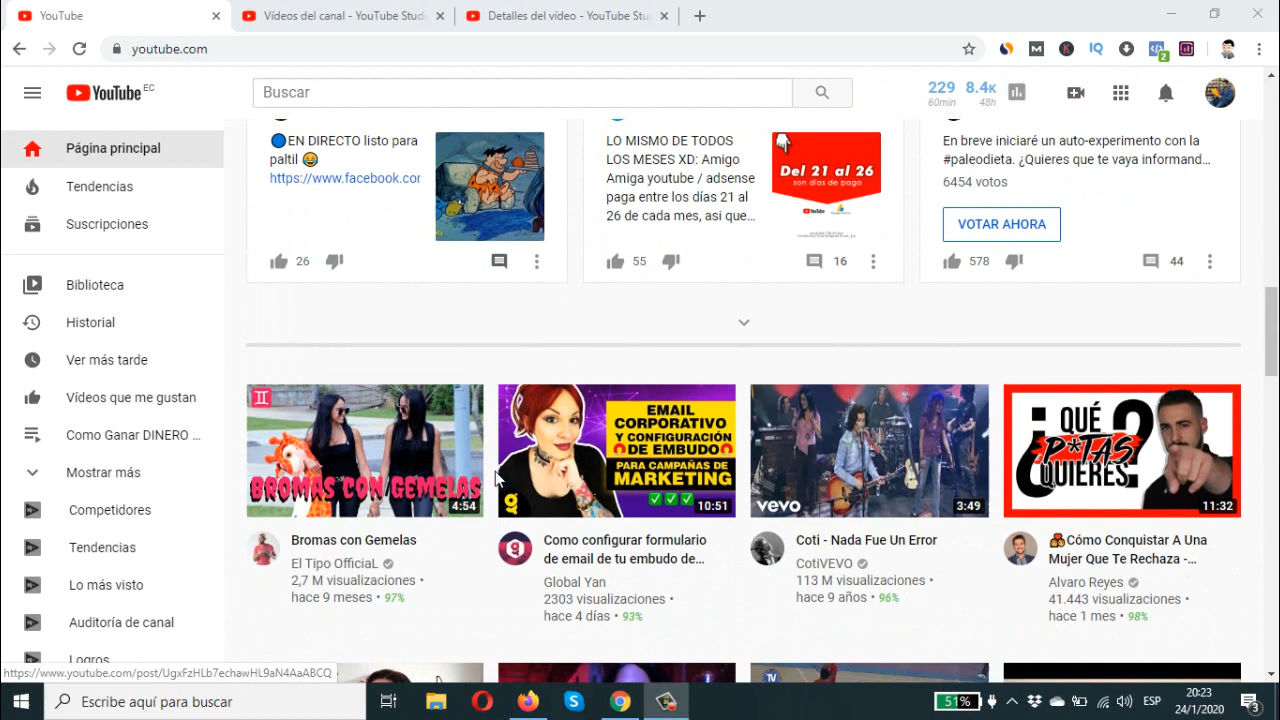 YouTube
Vídeos del canal - YouTube Stud
Detalles del vídeo - YouTube Stu
youtube.com
IQ
2
YouTube EC
Buscar
229
60min
8.4K
48h
Página principal
Tendencias
Suscripciones
Biblioteca
Historial
Ver más tarde
Vídeos que me gustan
Como Ganar DINERO ...
Mostrar más
Competidores
Tendencias
Lo más visto
Auditoría de canal
Logros
EN DIRECTO listo para
paltil 😂
https://www.facebook.cor
26
LO MISMO DE TODOS
LOS MESES XD: Amigo
Amiga youtube / adsense
paga entre los días 21 al
26 de cada mes, asi que...
Del 21 al 26
son días de pago
55
16
En breve iniciaré un auto-experimento con la
#paleodieta. ¿Quieres que te vaya informand...
6454 votos
VOTAR AHORA
578
44
BROMAS CON GEMELAS
4:54
Bromas con Gemelas
El Tipo OfficiaL
2,7 M visualizaciones •
hace 9 meses • 97%
EMAIL
CORPORATIVO
Y CONFIGURACIÓN
DE EMBUDO
PARA CAMPAÑAS DE
MARKETING
g
10:51
Como configurar formulario
de email de tu embudo de...
Global Yan
2303 visualizaciones •
hace 4 días • 93%
vevo
3:49
Coti - Nada Fue Un Error
CotiVEVO
113 M visualizaciones •
hace 9 años • 96%
¿QUÉ
P*TAS
QUIERES?
11:32
Cómo Conquistar A Una
Mujer Que Te Rechaza -...
Alvaro Reyes
41.443 visualizaciones •
hace 1 mes • 98%
TV
https://www.youtube.com/post/UgxFzHLb7echawHL9aN4AaABCQ
Escribe aquí para buscar
51%
ESP
20:23
24/1/2020
3